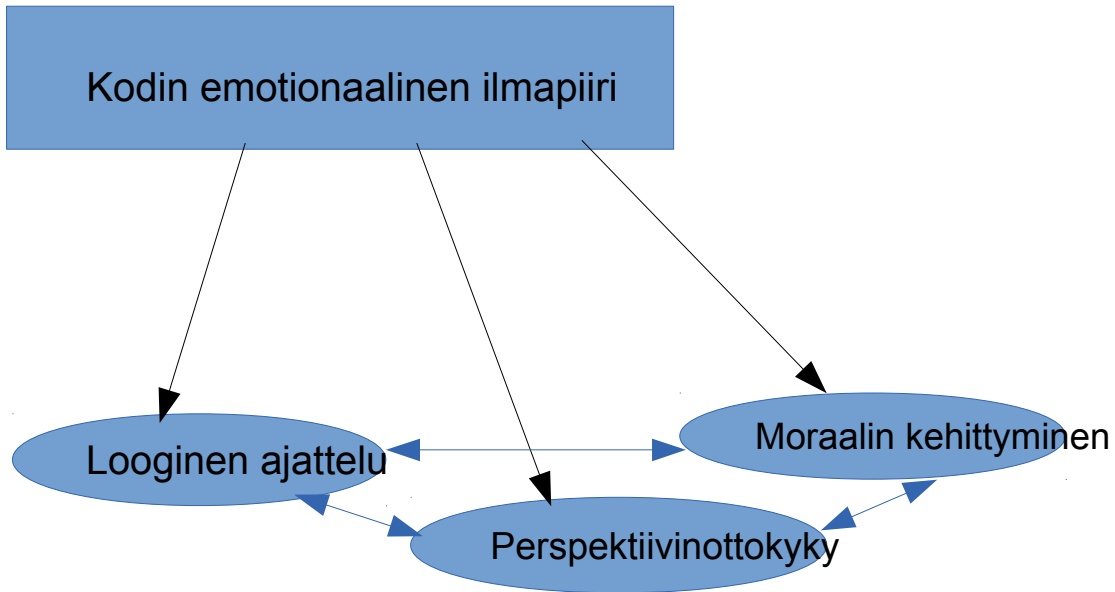 Kodin emotionaalinen ilmapiiri
Looginen ajattelu
Moraalin kehittyminen
Perspektiivinottokyky